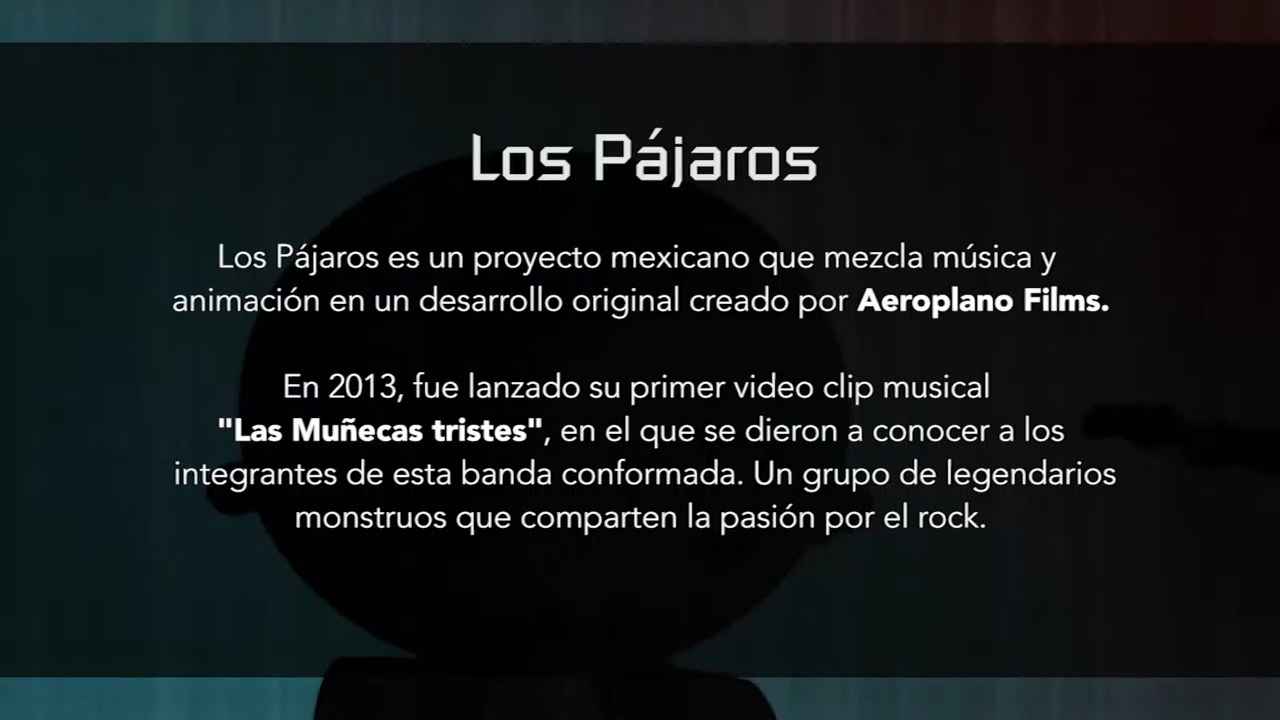 Los Pájaros
Los Pájaros es un proyecto mexicano que mezcla música y
animación en un desarrollo original creado por Aeroplano Films.
En 2013, fue lanzado su primer video clip musical
"Las Muñecas tristes", en el que se dieron a conocer a los
integrantes de esta banda conformada. Un grupo de legendarios
monstruos que comparten la pasión por el rock.